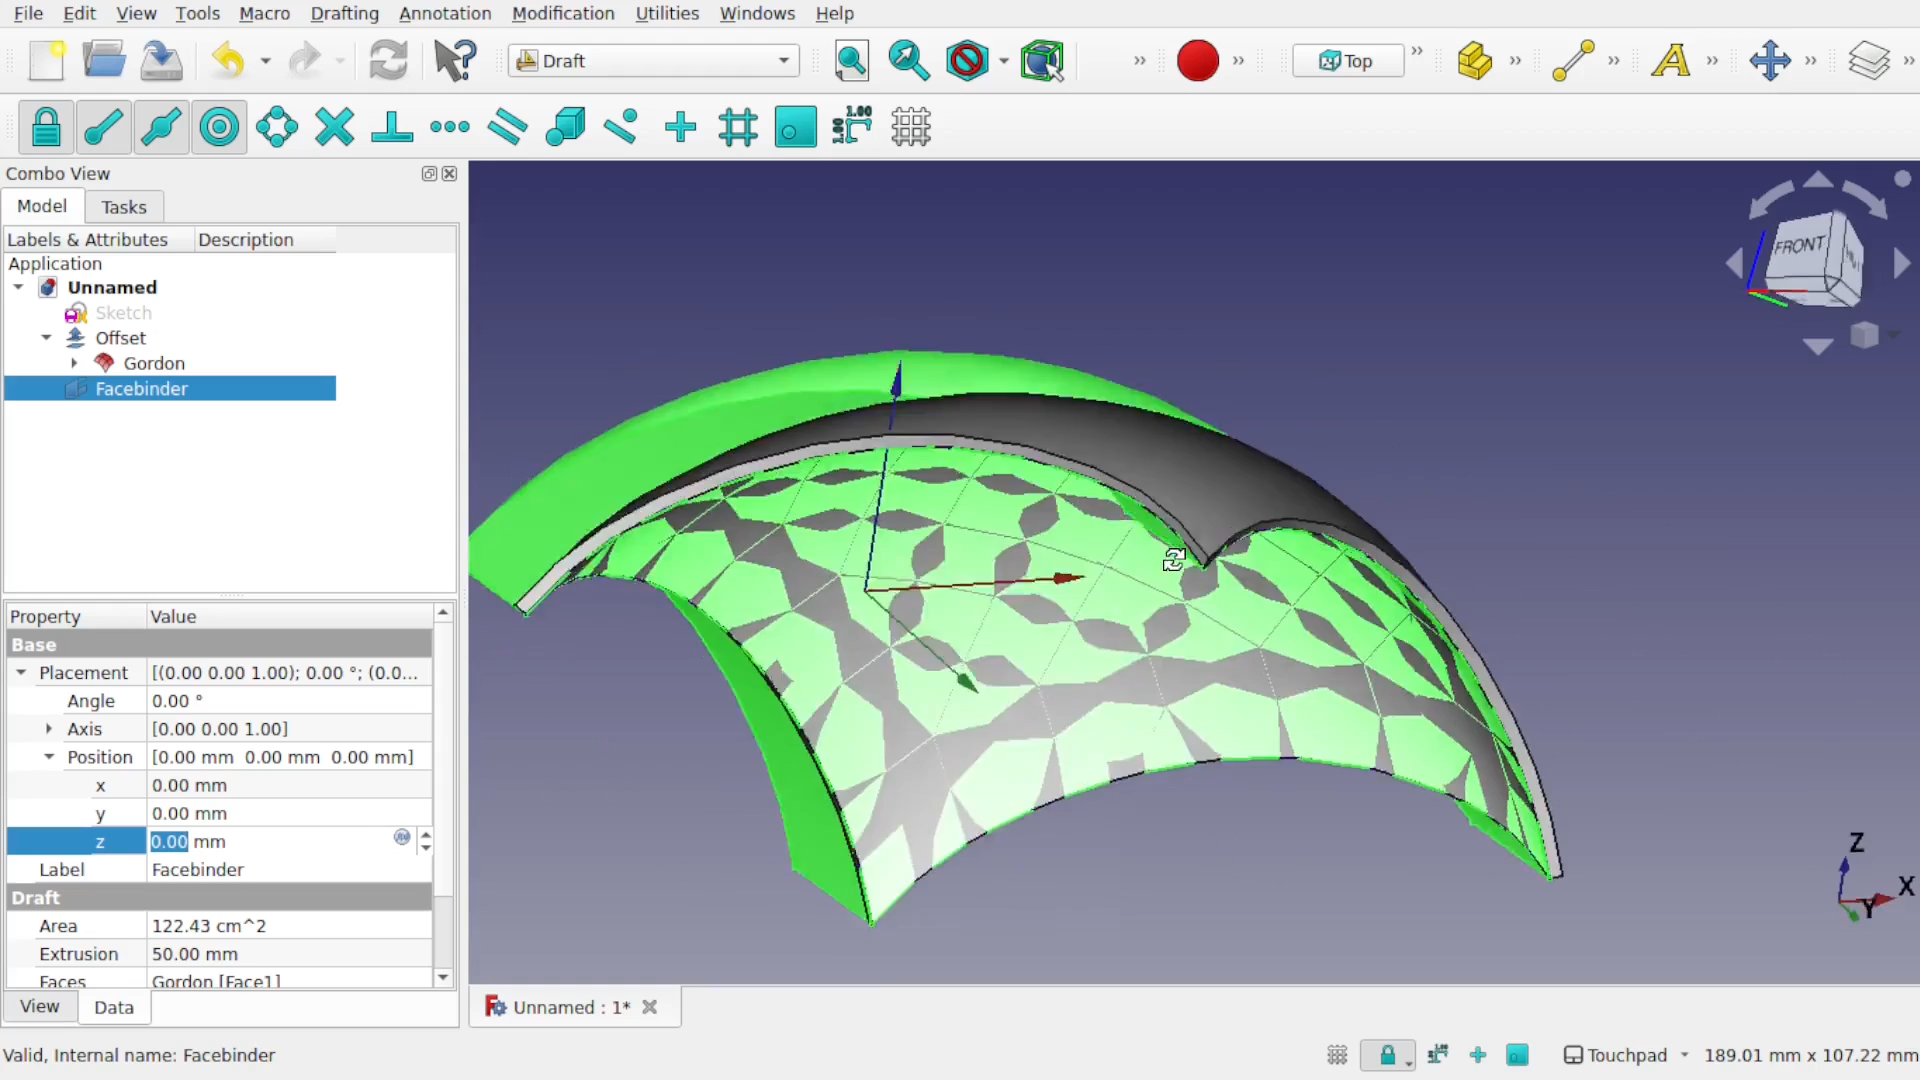 File Edit View Tools Macro Drafting Annotation Modification Utilities Windows Help
Draft
Top
1.00
1.00
Combo View
Model Tasks
Labels & Attributes Description
Application
Unnamed
Sketch
Offset
Gordon
Facebinder
Property Value
Base
Placement [(0.00 0.00 1.00); 0.00 °; (0.0...
Angle 0.00 °
Axis [0.00 0.00 1.00]
Position [0.00 mm 0.00 mm 0.00 mm]
x 0.00 mm
y 0.00 mm
z 0.00 mm
Label Facebinder
Draft
Area 122.43 cm^2
Extrusion 50.00 mm
Faces Gordon [Face1]
View Data
FRONT
Z
X
Y
Unnamed : 1*
Valid, Internal name: Facebinder
Touchpad 189.01 mm x 107.22 mm